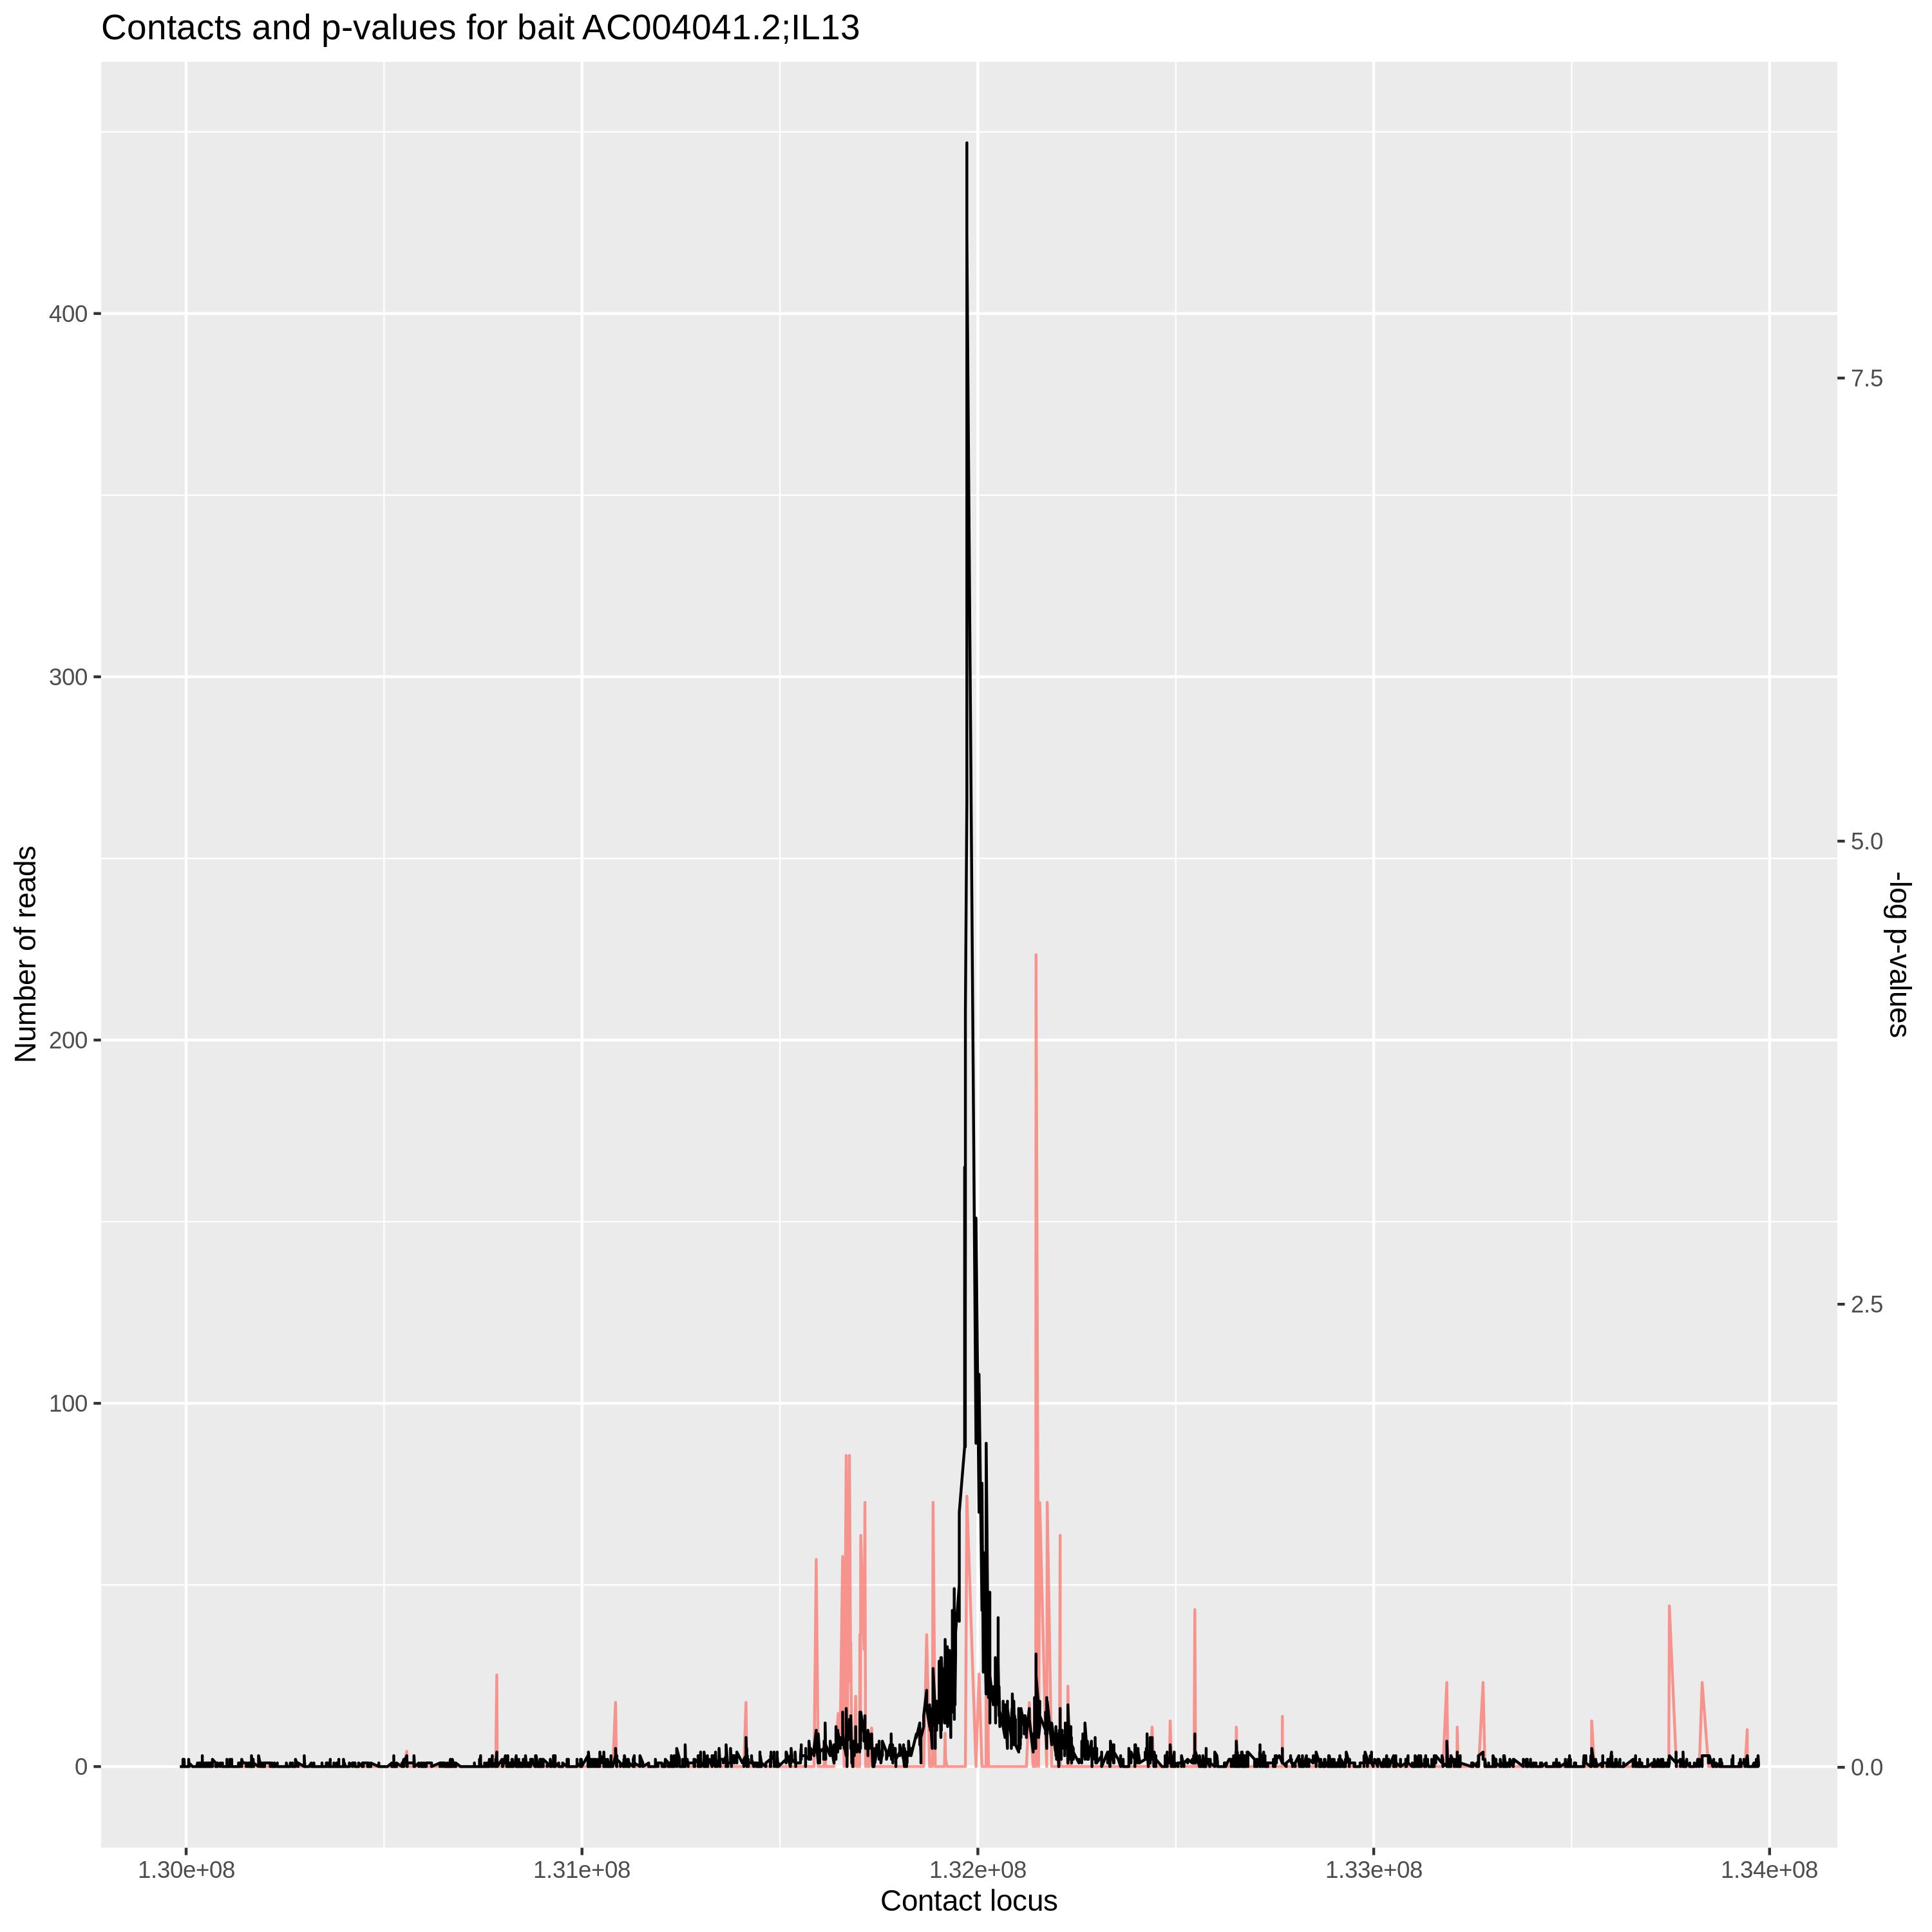 Contacts and p-values for bait AC004041.2;IL13
Number of reads
400
300
200
100
0
7.5
5.0
2.5
0.0
-log p-values
1.30e+08
1.31e+08
1.32e+08
1.33e+08
1.34e+08
Contact locus